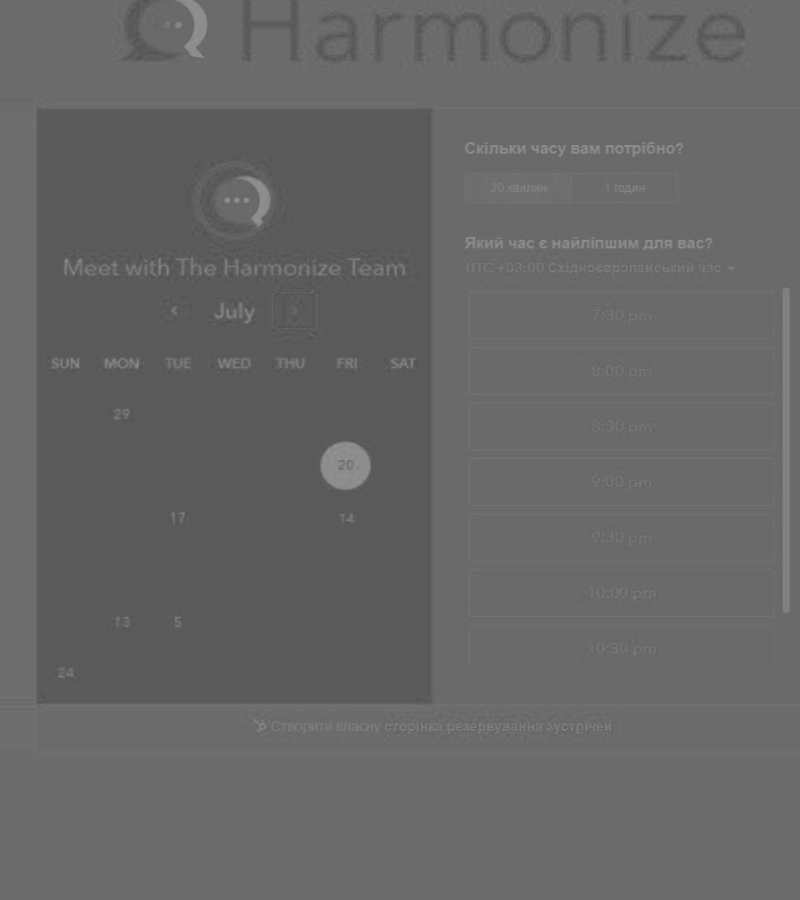 Harmonize
Meet with The Harmonize Team
July
SUN MON TUE WED THU FRI SAT
29
20
17 14
13 5
24
Скільки часу вам потрібно?
30 хвилин 1 годин
Який час є найліпшим для вас?
UTC +03:00 Східноєвропейський час
7:30 pm
8:00 pm
8:30 pm
9:00 pm
9:30 pm
10:00 pm
10:30 pm
Створити власну сторінка резервування зустрічей